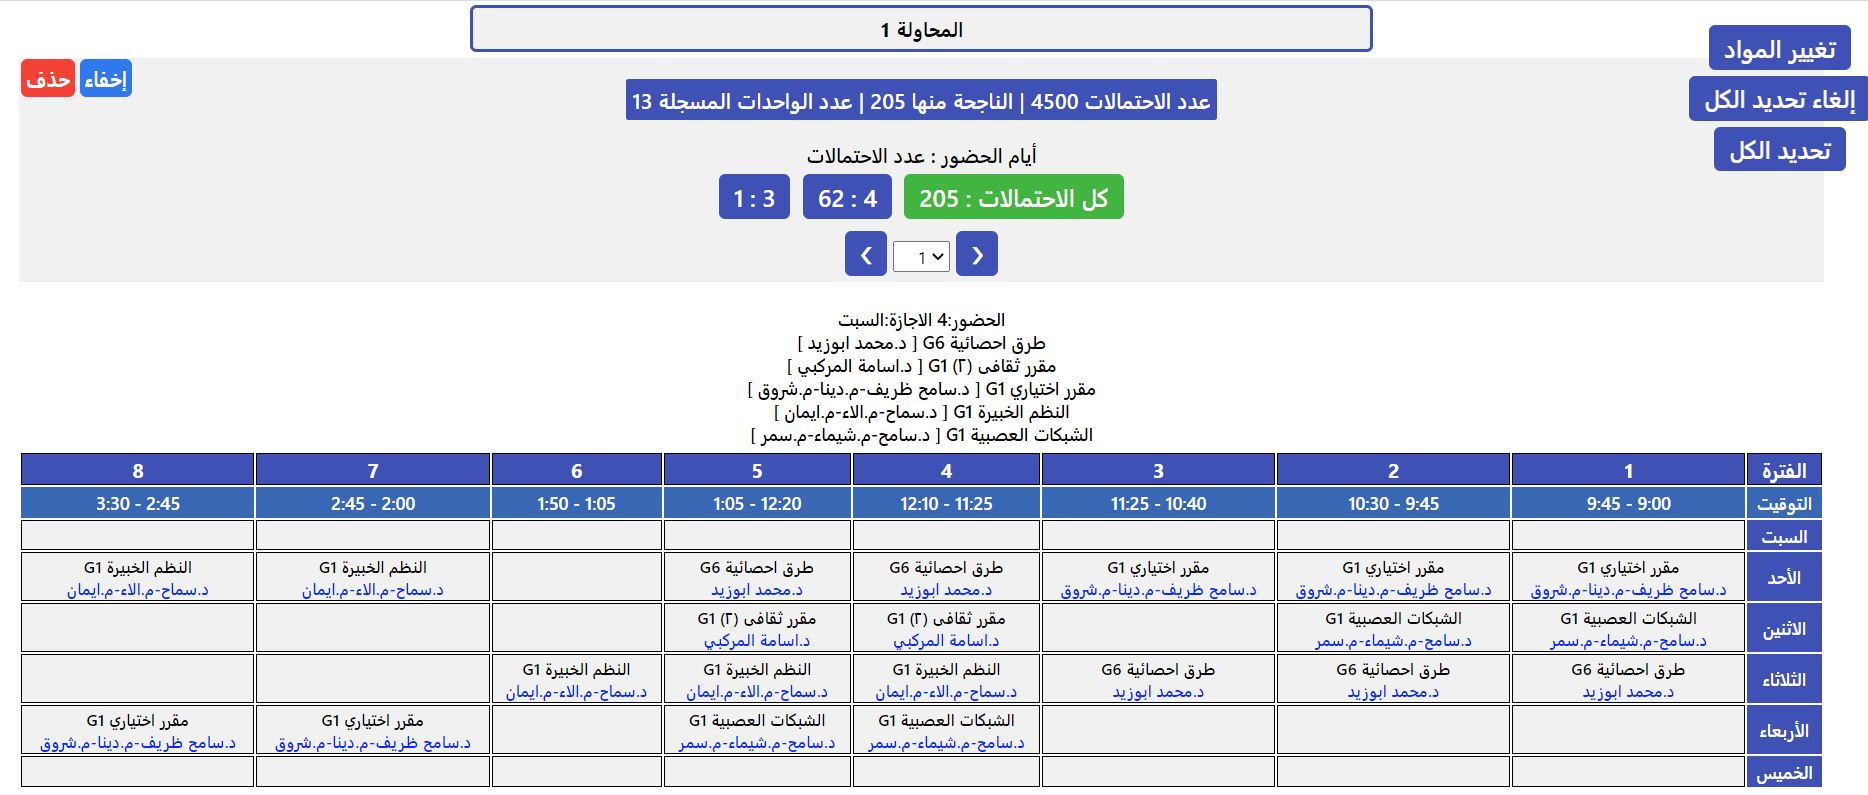 المحاولة 1
تغيير المواد
إلغاء تحديد الكل
تحديد الكل
إخفاء
حذف
عدد الاحتمالات 4500 | الناجحة منها 205 | عدد الواحدات المسجلة 13
أيام الحضور : عدد الاحتمالات
كل الاحتمالات : 205
4 : 62
3 : 1
❯ 1 ❮
الحضور:4 الاجازة:السبت
طرق احصائية G6 [ د.محمد ابوزيد ]
مقرر ثقافى (٢) G1 [ د.اسامة المركبي ]
مقرر اختياري G1 [ د.سامح ظريف-م.دينا-م.شروق ]
النظم الخبيرة G1 [ د.سماح-م.الاء-م.ايمان ]
الشبكات العصبية G1 [ د.سامح-م.شيماء-م.سمر ]
الفترة 1 2 3 4 5 6 7 8
التوقيت 9:00 - 9:45 9:45 - 10:30 10:40 - 11:25 11:25 - 12:10 12:20 - 1:05 1:05 - 1:50 2:00 - 2:45 2:45 - 3:30
السبت
الأحد
مقرر اختياري G1 مقرر اختياري G1 مقرر اختياري G1 طرق احصائية G6 طرق احصائية G6 النظم الخبيرة G1 النظم الخبيرة G1
د.سامح ظريف-م.دينا-م.شروق د.سامح ظريف-م.دينا-م.شروق د.سامح ظريف-م.دينا-م.شروق د.محمد ابوزيد د.محمد ابوزيد د.سماح-م.الاء-م.ايمان د.سماح-م.الاء-م.ايمان
الاثنين
الشبكات العصبية G1 الشبكات العصبية G1 مقرر ثقافى (٢) G1 مقرر ثقافى (٢) G1
د.سامح-م.شيماء-م.سمر د.سامح-م.شيماء-م.سمر د.اسامة المركبي د.اسامة المركبي
الثلاثاء
طرق احصائية G6 طرق احصائية G6 طرق احصائية G6 النظم الخبيرة G1 النظم الخبيرة G1 النظم الخبيرة G1
د.محمد ابوزيد د.محمد ابوزيد د.محمد ابوزيد د.سماح-م.الاء-م.ايمان د.سماح-م.الاء-م.ايمان د.سماح-م.الاء-م.ايمان
الأربعاء
الشبكات العصبية G1 الشبكات العصبية G1 مقرر اختياري G1 مقرر اختياري G1
د.سامح-م.شيماء-م.سمر د.سامح-م.شيماء-م.سمر د.سامح ظريف-م.دينا-م.شروق د.سامح ظريف-م.دينا-م.شروق
الخميس